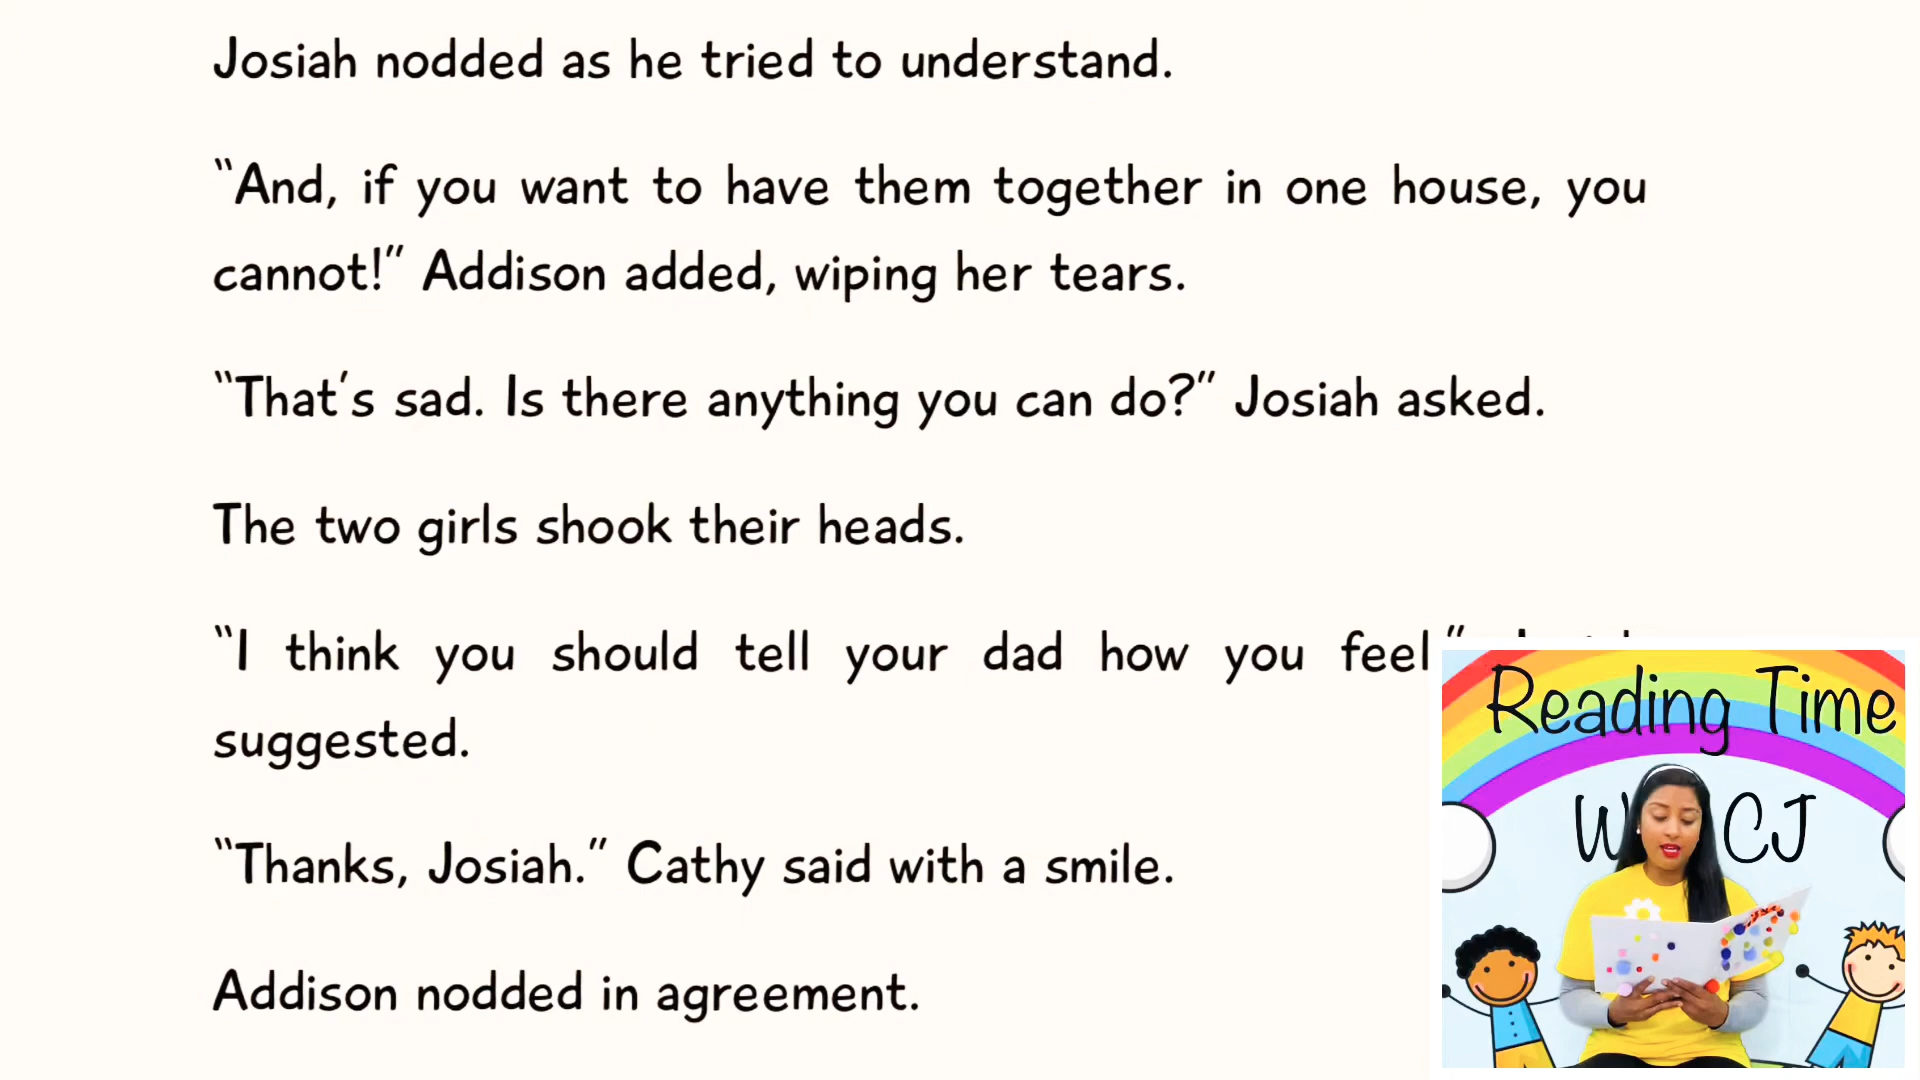 Josiah nodded as he tried to understand.
“And, if you want to have them together in one house, you
cannot!” Addison added, wiping her tears.
“That’s sad. Is there anything you can do?” Josiah asked.
The two girls shook their heads.
“I think you should tell your dad how you feel”
suggested.
“Thanks, Josiah.” Cathy said with a smile.
Addison nodded in agreement.
Reading Time
CJ